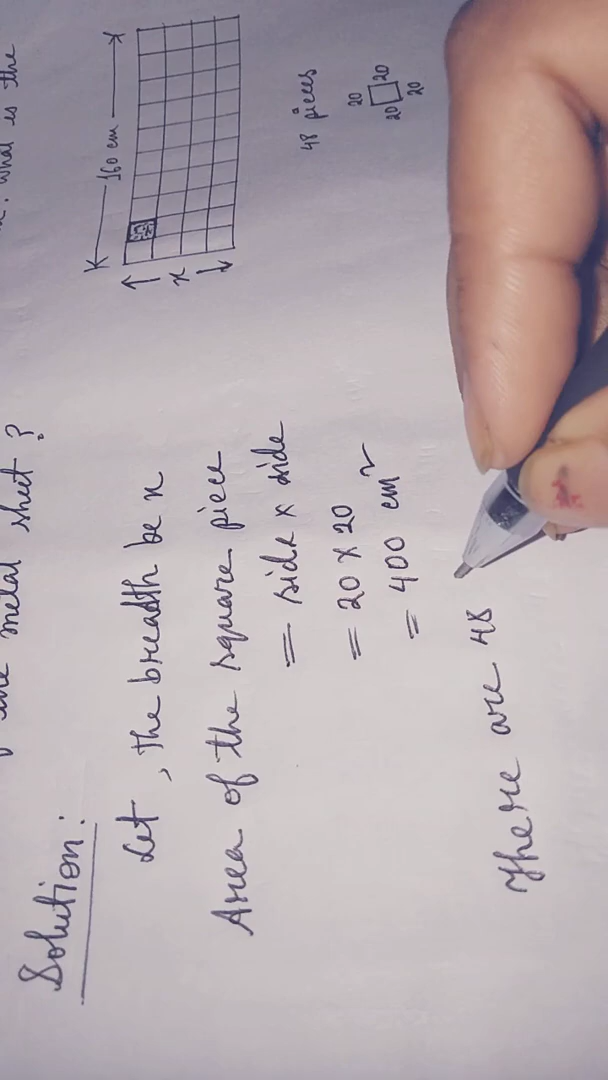 what is the
the metal sheet ?
Solution:
160 cm
x
48 pieces
20
20
20
20
Let, the breadth be x
Area of the square piece
= side x side
= 20 x 20
= 400 cm²
There are 48